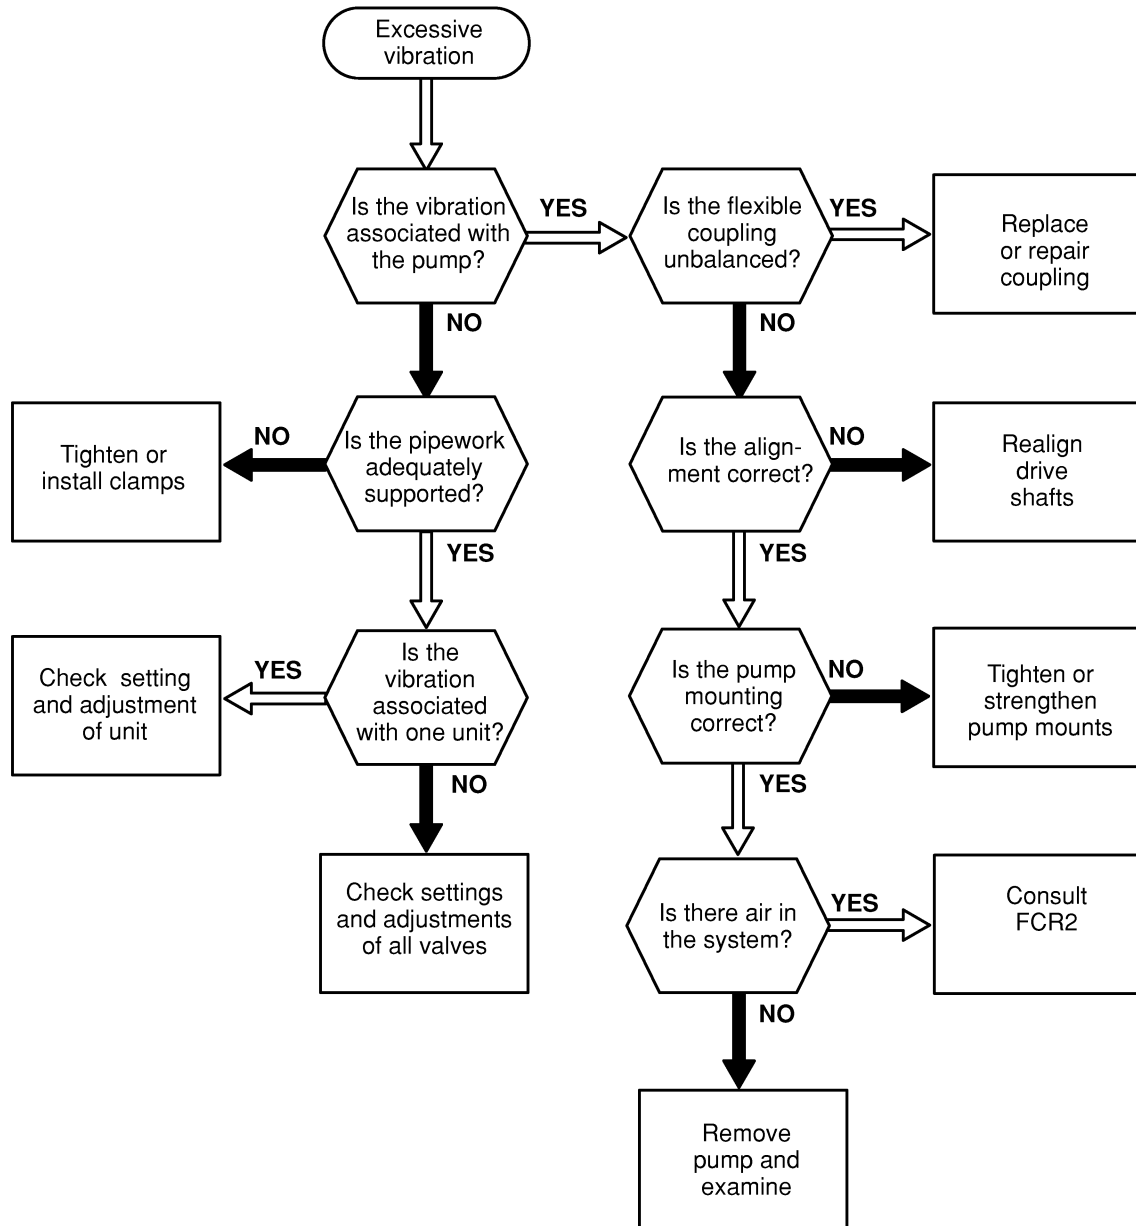 Excessive
vibration
Is the vibration
associated with
the pump?
YES
Is the flexible
coupling
unbalanced?
YES
Replace
or repair
coupling
NO
NO
Tighten or
install clamps
NO
Is the pipework
adequately
supported?
Is the align-
ment correct?
NO
Realign
drive
shafts
YES
YES
Check setting
and adjustment
of unit
YES
Is the
vibration
associated
with one unit?
Is the pump
mounting
correct?
NO
Tighten or
strengthen
pump mounts
NO
YES
Check settings
and adjustments
of all valves
Is there air in
the system?
YES
Consult
FCR2
NO
Remove
pump and
examine